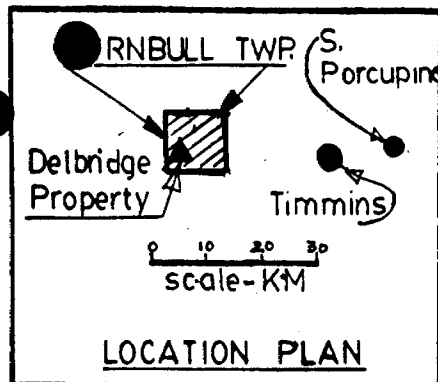 RNBULL TWP.
S.
Porcupine
Delbridge
Property
Timmins
0 10 20 30
scale-KM
LOCATION PLAN